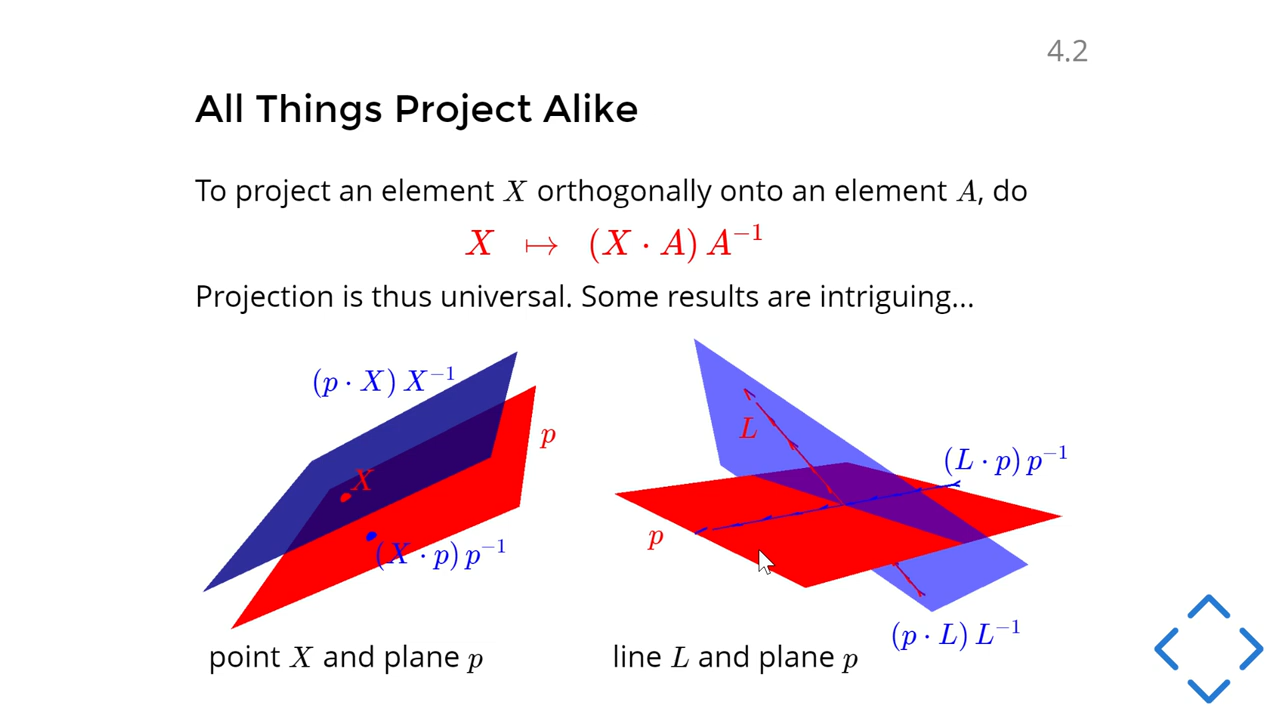 4.2
All Things Project Alike
To project an element X orthogonally onto an element A, do
X ↦ (X · A) A⁻¹
Projection is thus universal. Some results are intriguing...
(p · X) X⁻¹
p
X
(X · p) p⁻¹
point X and plane p
L
(L · p) p⁻¹
p
(p · L) L⁻¹
line L and plane p